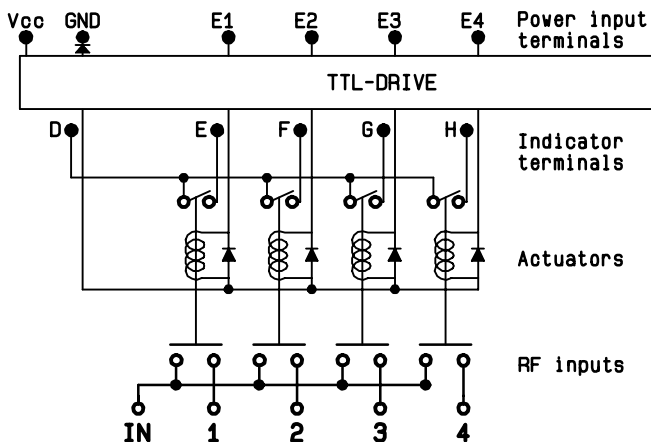 Vcc GND E1 E2 E3 E4 Power input
terminals
TTL-DRIVE
D E F G H Indicator
terminals
Actuators
RF inputs
IN 1 2 3 4